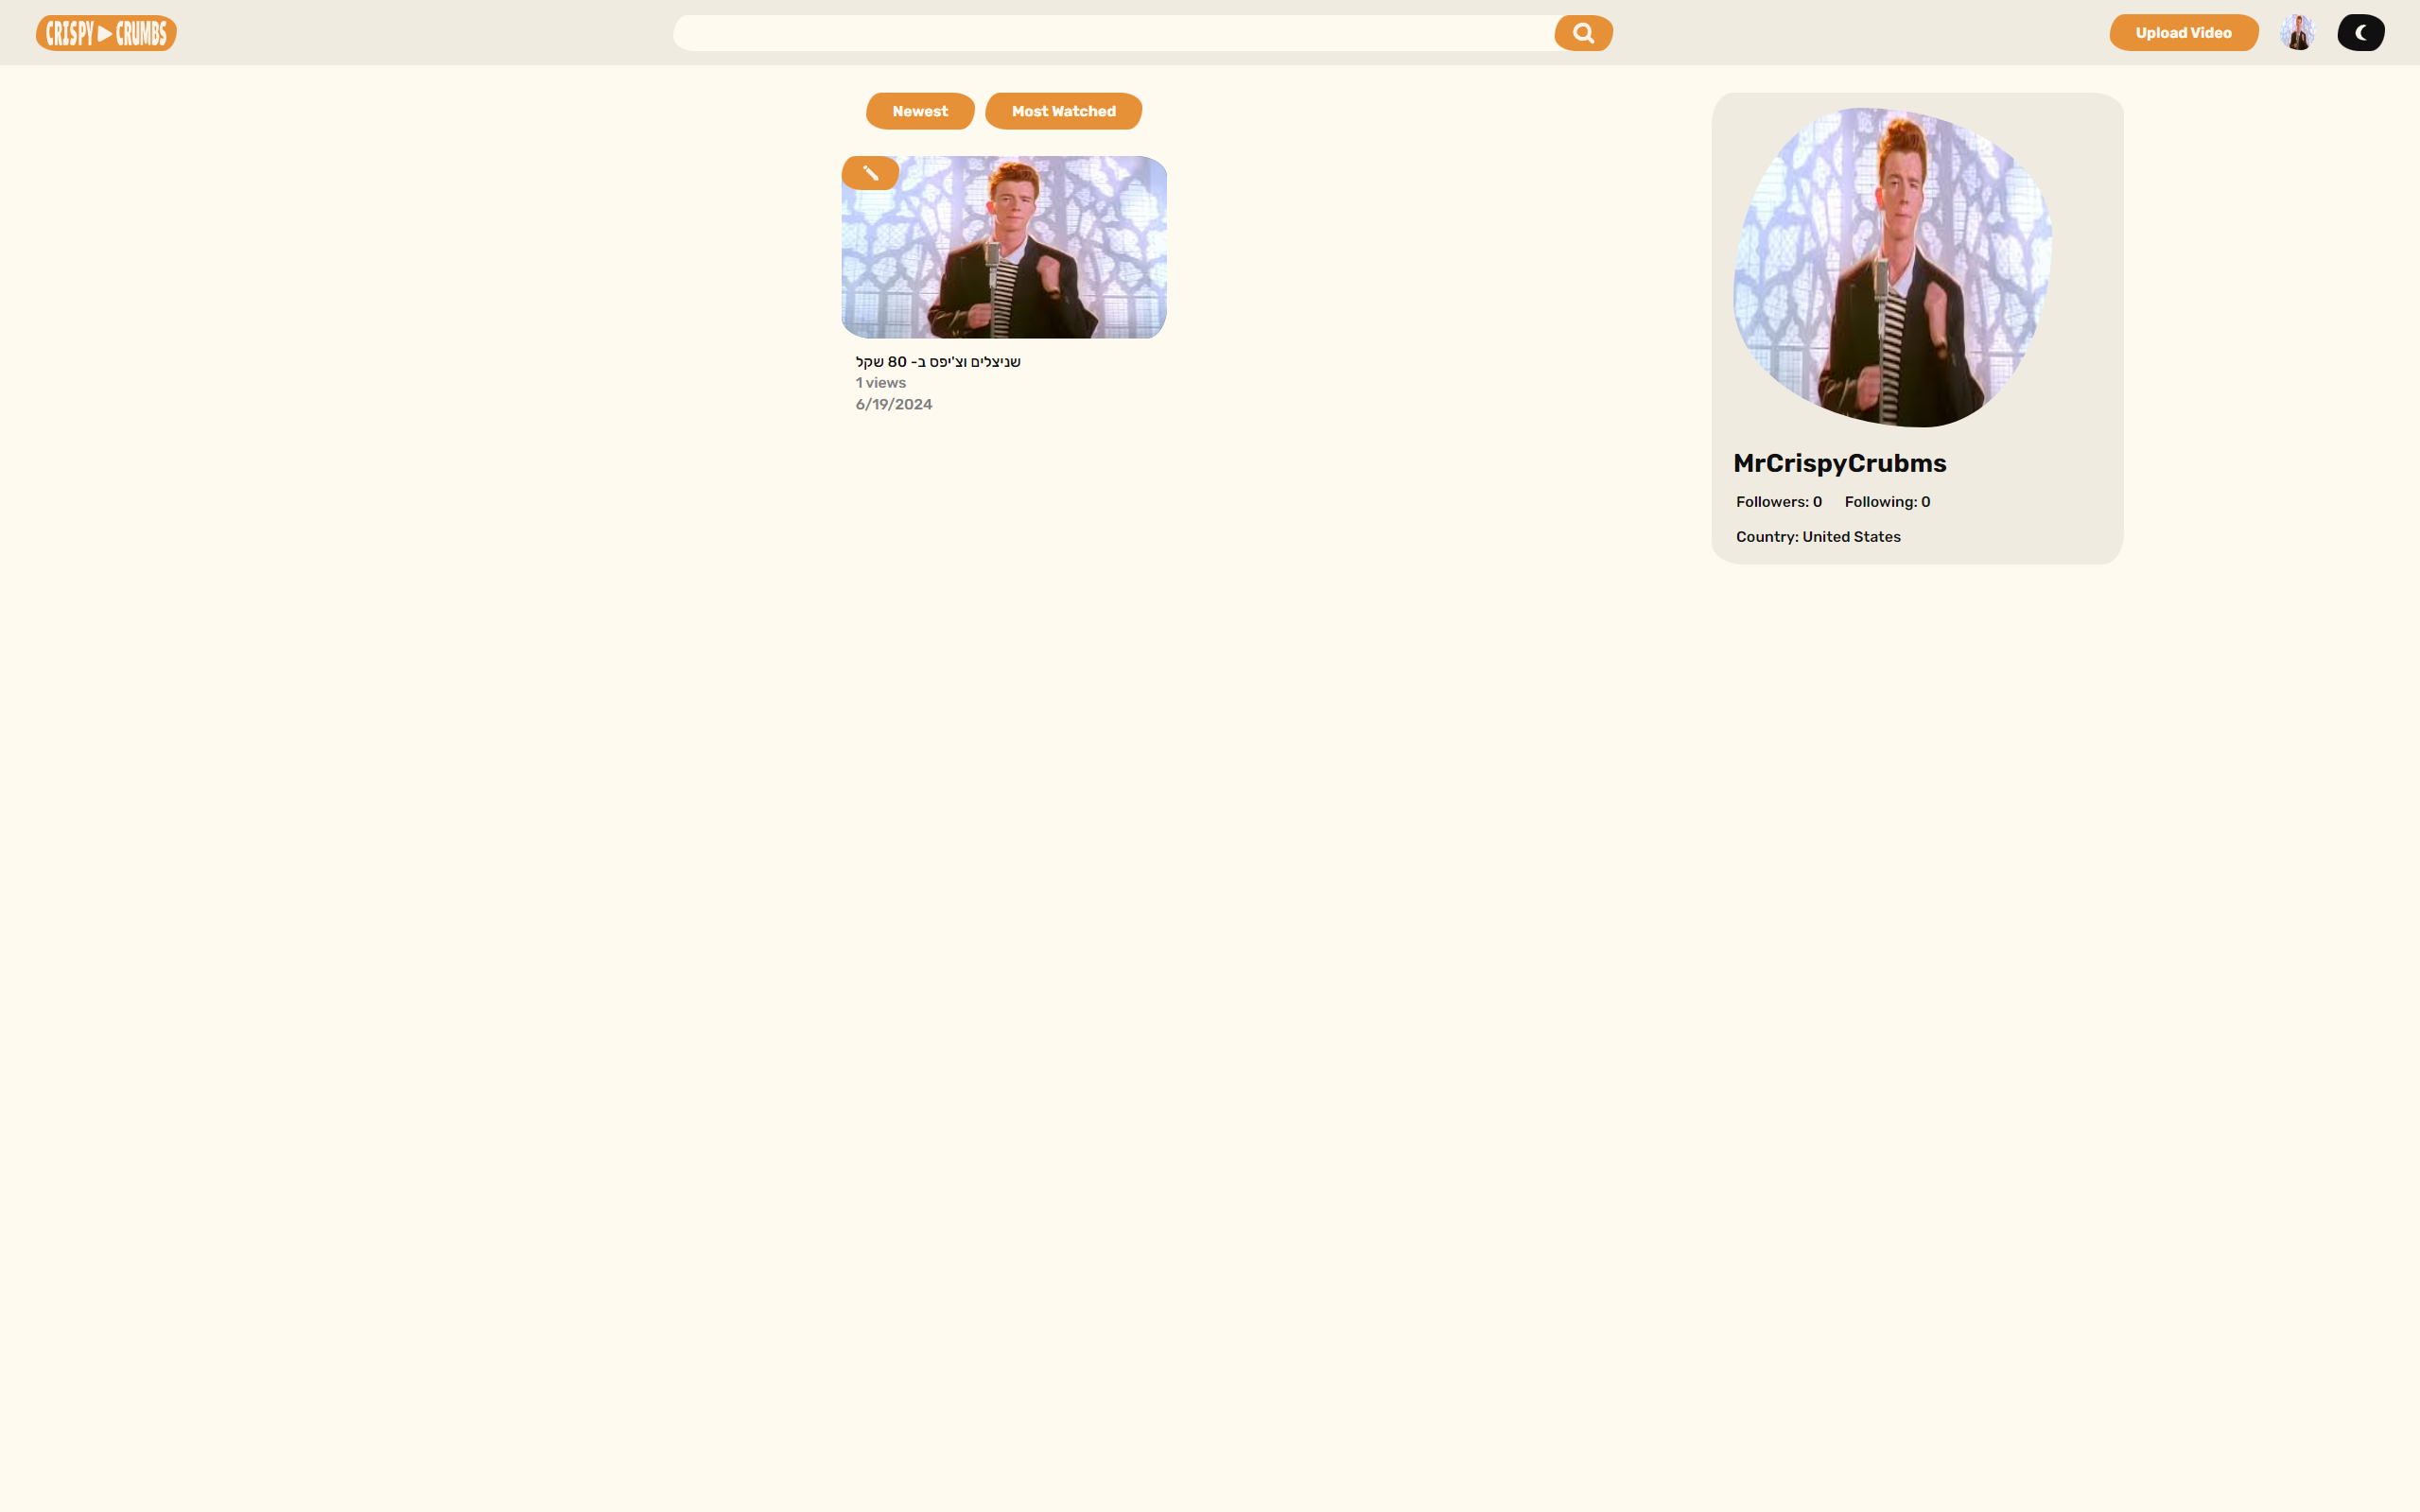 CRISPY CRUMBS
Upload Video
Newest
Most Watched
שניצלים וצ'יפס ב- 80 שקל
1 views
6/19/2024
MrCrispyCrubms
Followers: 0
Following: 0
Country: United States